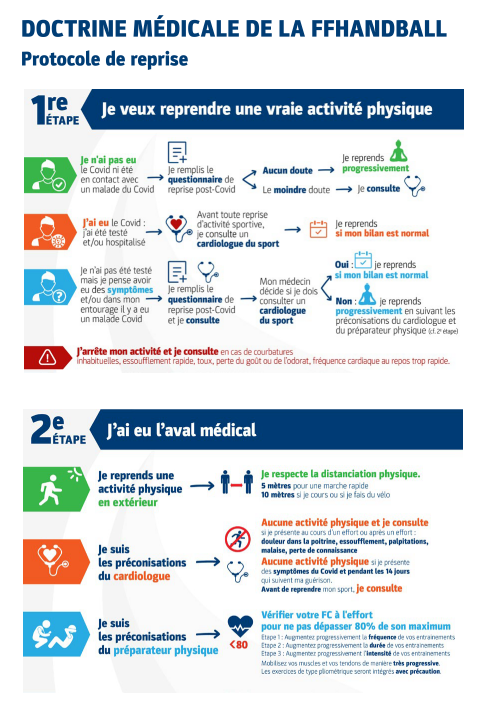 DOCTRINE MÉDICALE DE LA FFHANDBALL
Protocole de reprise
1re ÉTAPE
Je veux reprendre une vraie activité physique
Je n'ai pas eu
le Covid ni été
en contact avec
un malade du Covid
Je remplis le
questionnaire de
reprise post-Covid
Aucun doute
Je reprends
progressivement
Le moindre doute
Je consulte
J'ai eu le Covid :
j'ai été testé
et/ou hospitalisé
Avant toute reprise
d'activité sportive,
je consulte un
cardiologue du sport
Je reprends
si mon bilan est normal
Je n'ai pas été testé
mais je pense avoir
eu des symptômes
et/ou dans mon
entourage il y a eu
un malade Covid
Je remplis le
questionnaire de
reprise post-Covid
et je consulte
Mon médecin
décide si je dois
consulter un
cardiologue
du sport
Oui : je reprends
si mon bilan est normal
Non : je reprends
progressivement en suivant les
préconisations du cardiologue et
du préparateur physique (cf. 2e étape)
J'arrête mon activité et je consulte en cas de courbatures
inhabituelles, essoufflement rapide, toux, perte du goût ou de l'odorat, fréquence cardiaque au repos trop rapide.
2e ÉTAPE
J'ai eu l'aval médical
Je reprends une
activité physique
en extérieur
Je respecte la distanciation physique.
5 mètres pour une marche rapide
10 mètres si je cours ou si je fais du vélo
Je suis
les préconisations
du cardiologue
Aucune activité physique et je consulte
si je présente au cours d'un effort ou après un effort :
douleur dans la poitrine, essoufflement, palpitations,
malaise, perte de connaissance
Aucune activité physique si je présente
des symptômes du Covid et pendant les 14 jours
qui suivent ma guérison.
Avant de reprendre mon sport, je consulte
Je suis
les préconisations
du préparateur physique
<80
Vérifier votre FC à l'effort
pour ne pas dépasser 80% de son maximum
Etape 1 : Augmentez progressivement la fréquence de vos entrainements
Etape 2 : Augmentez progressivement la durée de vos entrainements
Etape 3 : Augmentez progressivement l'intensité de vos entrainements
Mobilisez vos muscles et vos tendons de manière très progressive.
Les exercices de type pliométrique seront intégrés avec précaution.